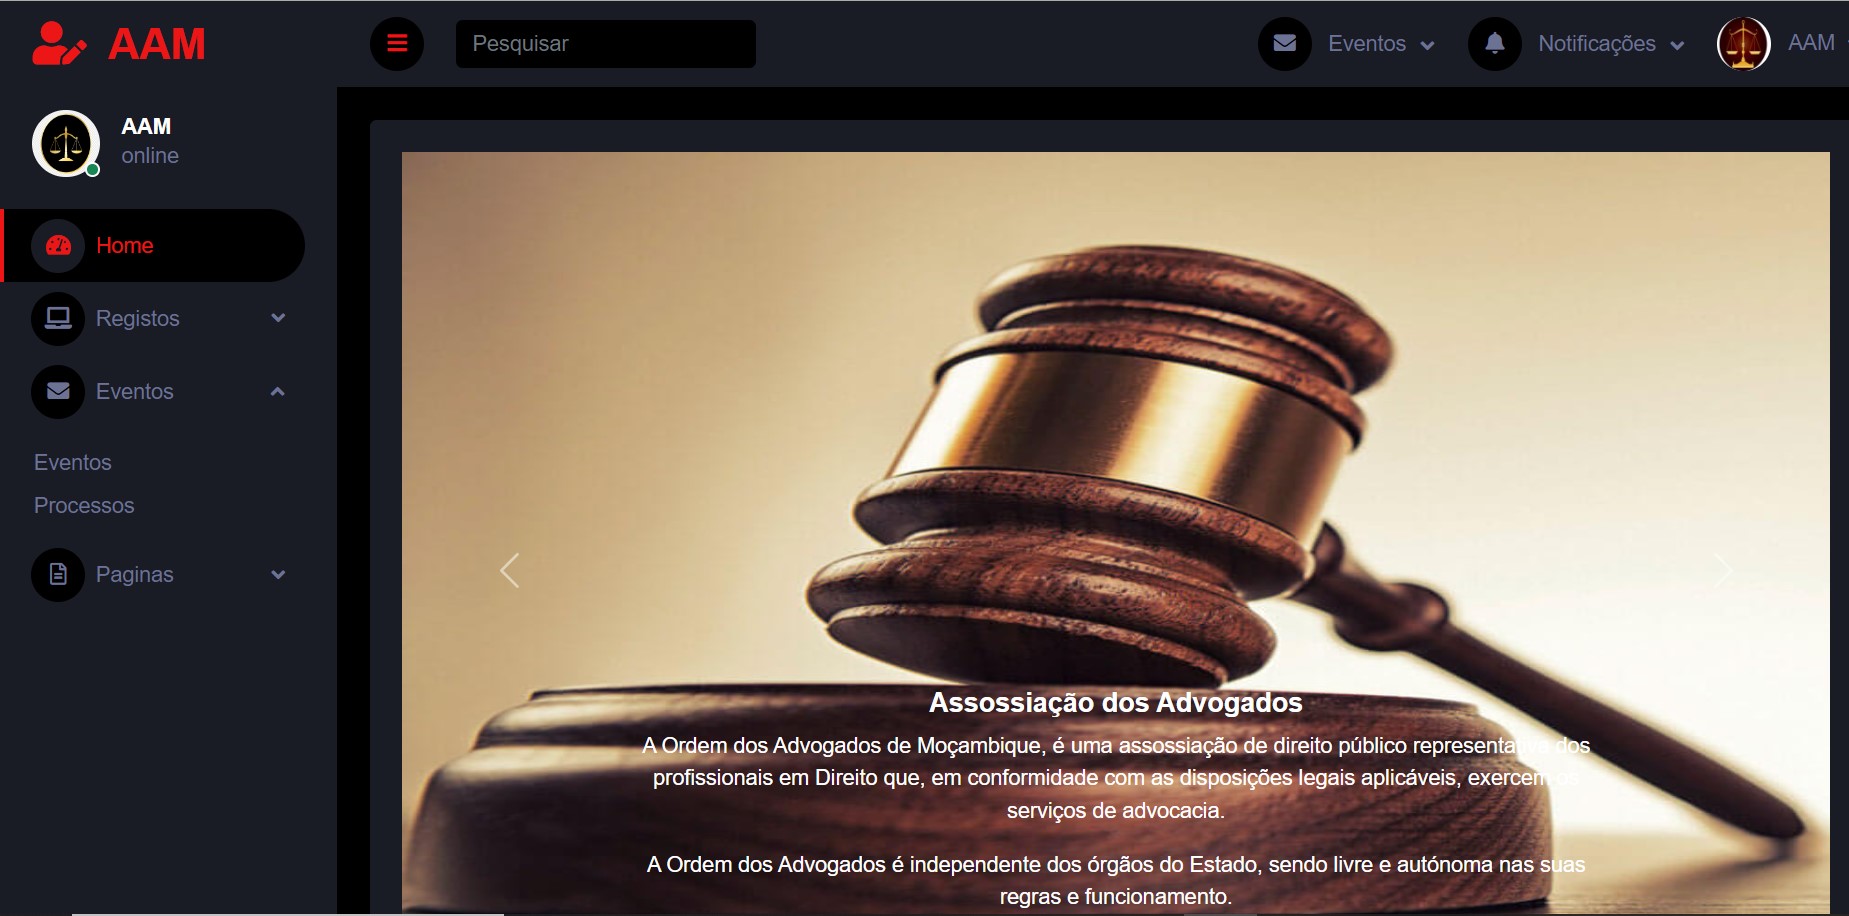 AAM
Pesquisar
Eventos
Notificações
AAM
AAM
online
Home
Registos
Eventos
Eventos
Processos
Paginas
Assossiação dos Advogados
A Ordem dos Advogados de Moçambique, é uma assossiação de direito público representativa dos
profissionais em Direito que, em conformidade com as disposições legais aplicáveis, exercem os
serviços de advocacia.
A Ordem dos Advogados é independente dos órgãos do Estado, sendo livre e autónoma nas suas
regras e funcionamento.